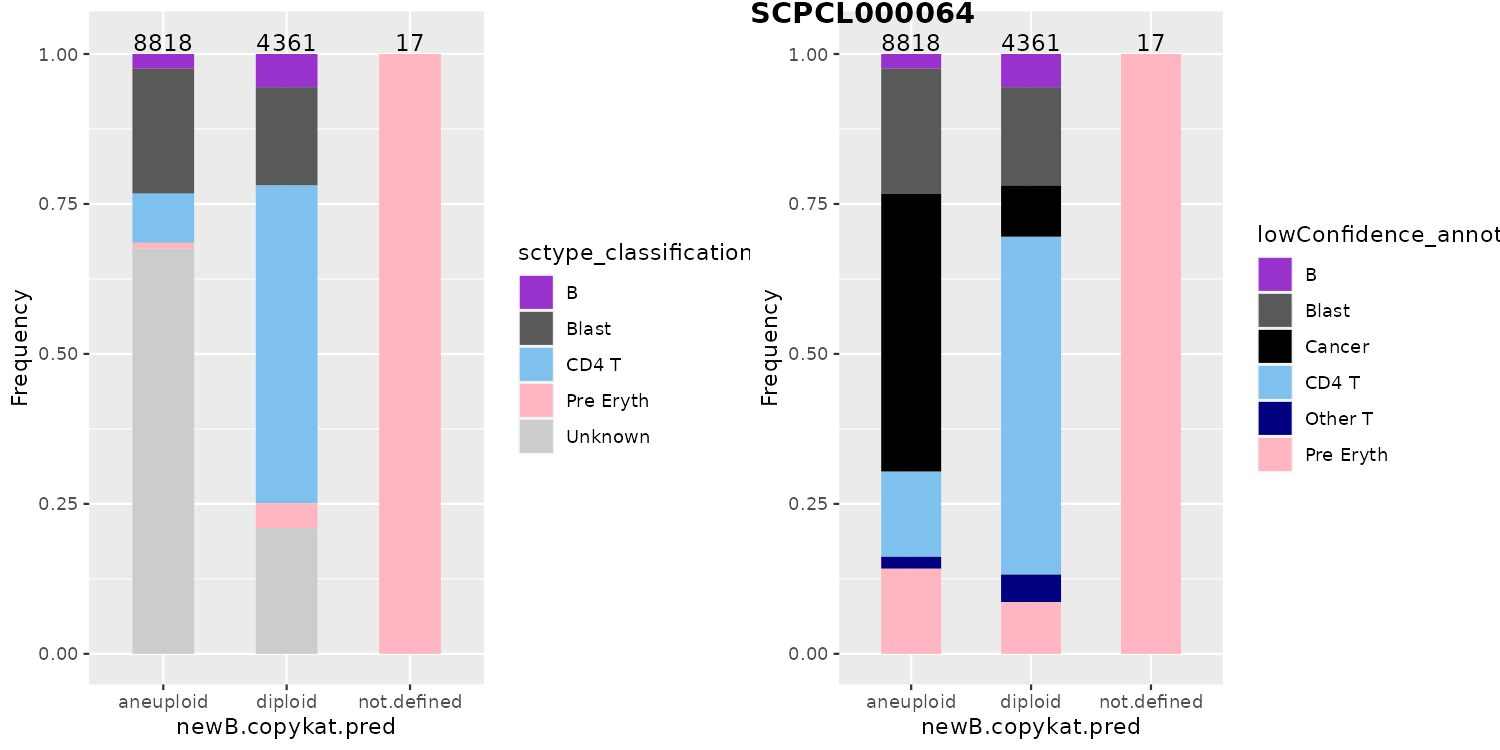 SCPCL000064
8818
4361
17
1.00
0.75
0.50
0.25
0.00
Frequency
aneuploid
diploid
not.defined
newB.copykat.pred
sctype_classification
B
Blast
CD4 T
Pre Eryth
Unknown
8818
4361
17
1.00
0.75
0.50
0.25
0.00
Frequency
aneuploid
diploid
not.defined
newB.copykat.pred
lowConfidence_annot
B
Blast
Cancer
CD4 T
Other T
Pre Eryth